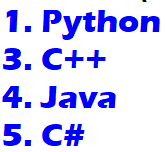 1. Python
3. C++
4. Java
5. C#